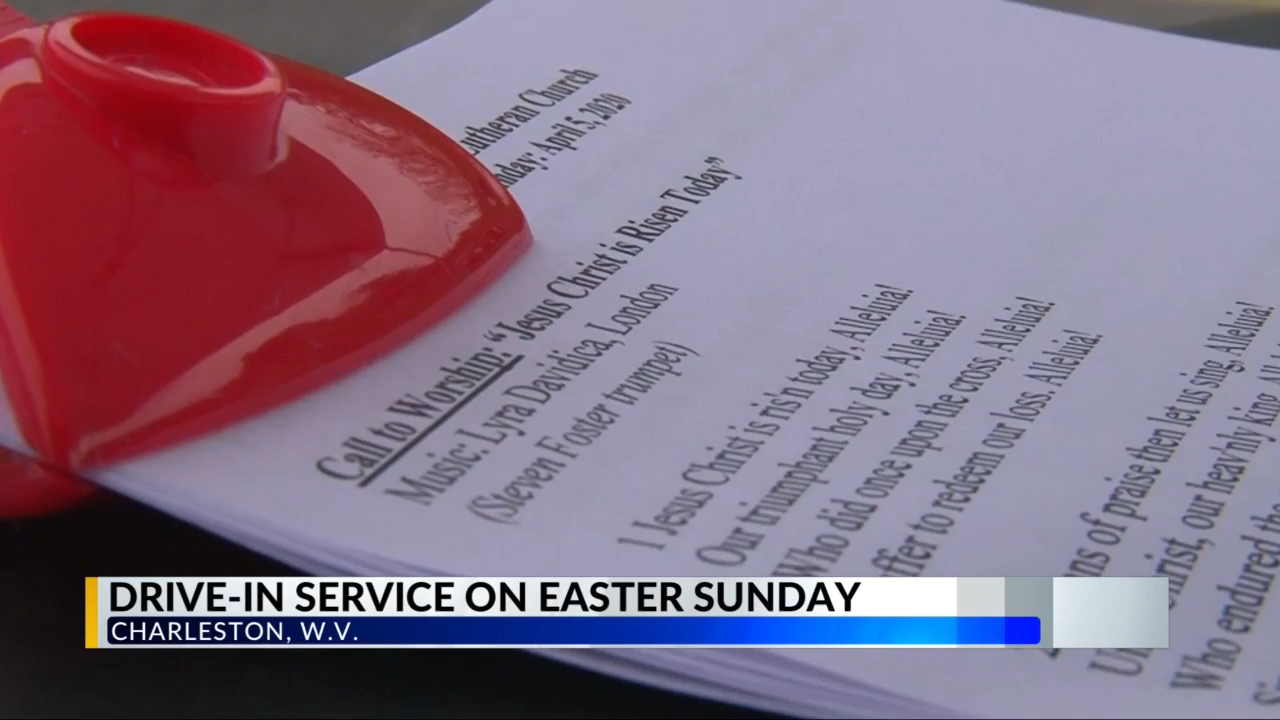 Lutheran Church
April 5, 2020
Call to Worship: “Jesus Christ is Risen Today”
Music: Lyra Davidica, London
(Steven Foster trumpet)
1 Jesus Christ is ris'n today, Alleluia!
Our triumphant holy day, Alleluia!
Who did once upon the cross, Alleluia!
to redeem our loss. Alleluia!
of praise then let us sing, Alleluia!
our heav'nly king,
Who endured the
DRIVE-IN SERVICE ON EASTER SUNDAY
CHARLESTON, W.V.